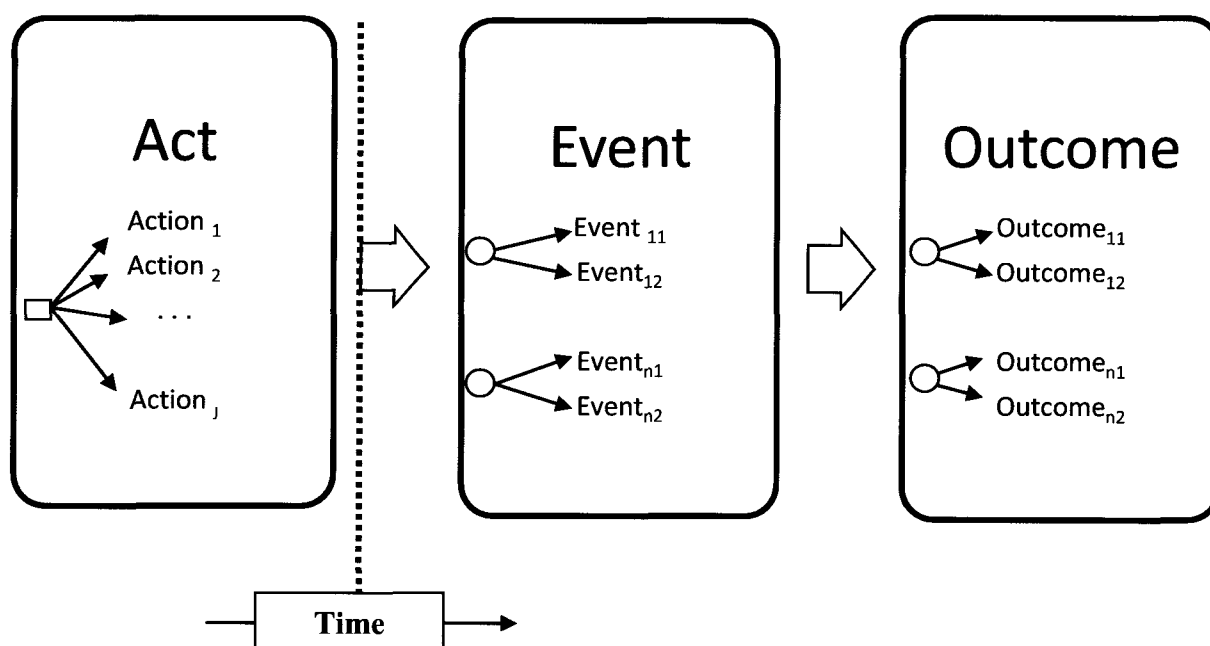 Act
Action 1
Action 2
. . .
Action J
Event
Event 11
Event12
Eventn1
Eventn2
Outcome
Outcome11
Outcome12
Outcomen1
Outcomen2
Time